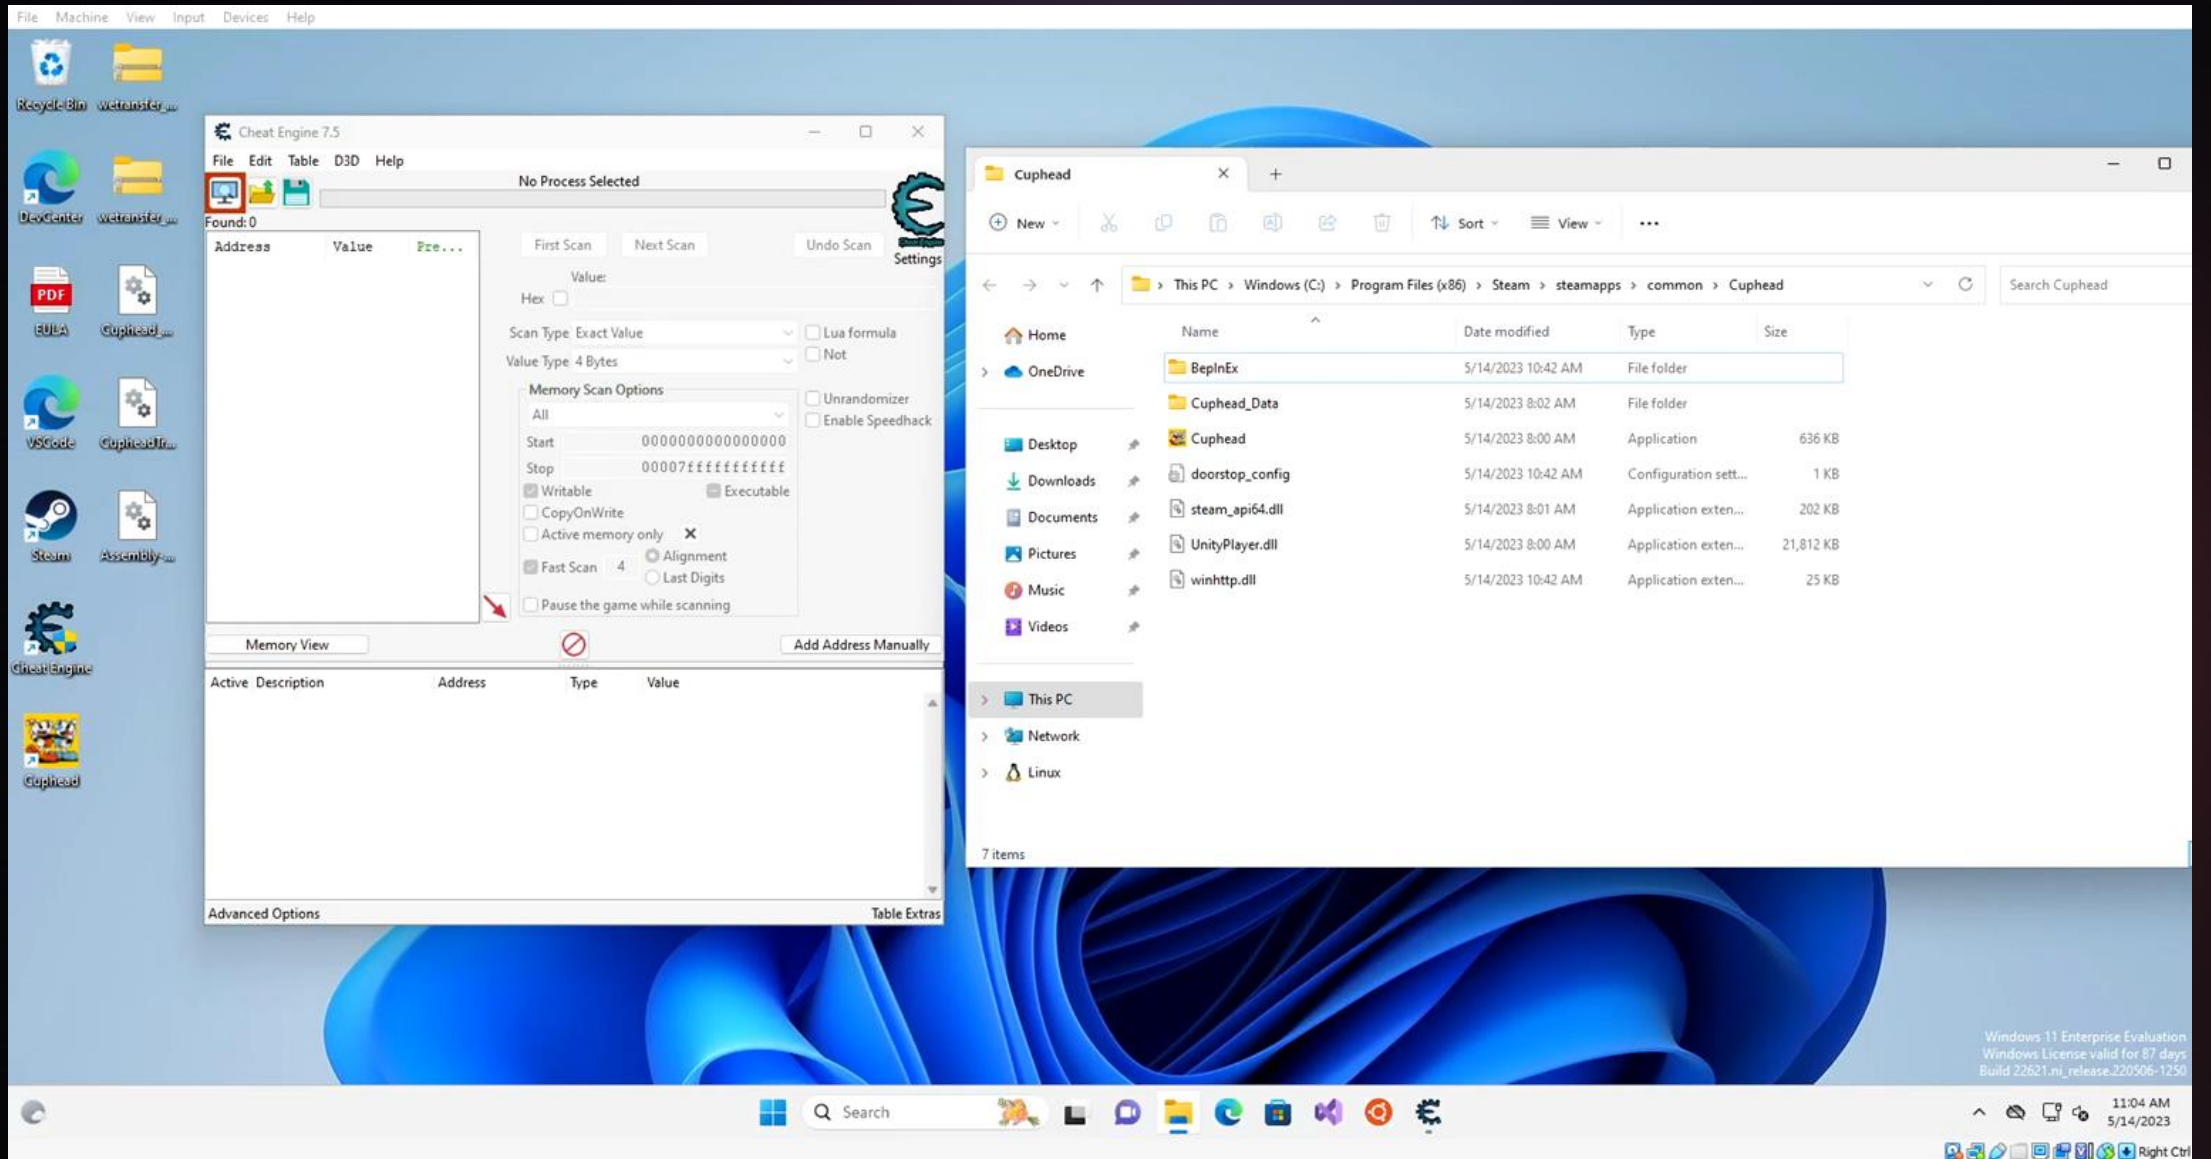 File Machine View Input Devices Help
Recycle Bin
wetransfer_...
DevCenter
wetransfer_...
PDF
EULA
Cuphead_...
VSCode
CupheadTr...
Steam
Assembly-...
Cheat Engine
Cuphead
Cheat Engine 7.5
File Edit Table D3D Help
No Process Selected
Found: 0
Address Value Pre...
First Scan Next Scan Undo Scan
Cheat Engine
Settings
Value:
Hex
Scan Type Exact Value
Lua formula
Not
Value Type 4 Bytes
Memory Scan Options
All
Unrandomizer
Enable Speedhack
Start 0000000000000000
Stop 00007fffffffffff
Writable Executable
CopyOnWrite
Active memory only
Fast Scan 4 Alignment
Last Digits
Pause the game while scanning
Memory View
Add Address Manually
Active Description Address Type Value
Advanced Options
Table Extras
Cuphead
New Sort View
This PC > Windows (C:) > Program Files (x86) > Steam > steamapps > common > Cuphead
Search Cuphead
Home
OneDrive
Desktop
Downloads
Documents
Pictures
Music
Videos
This PC
Network
Linux
Name Date modified Type Size
BepInEx 5/14/2023 10:42 AM File folder
Cuphead_Data 5/14/2023 8:02 AM File folder
Cuphead 5/14/2023 8:00 AM Application 636 KB
doorstop_config 5/14/2023 10:42 AM Configuration sett... 1 KB
steam_api64.dll 5/14/2023 8:01 AM Application exten... 202 KB
UnityPlayer.dll 5/14/2023 8:00 AM Application exten... 21,812 KB
winhttp.dll 5/14/2023 10:42 AM Application exten... 25 KB
7 items
Windows 11 Enterprise Evaluation
Windows License valid for 87 days
Build 22621.ni_release.220506-1250
Search
11:04 AM
5/14/2023
Right Ctrl